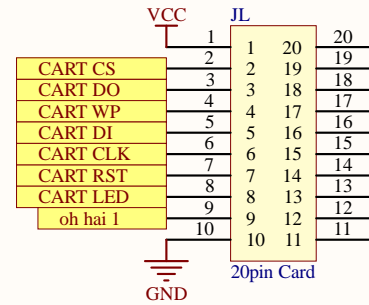 VCC JL
1 1 20 20
CART CS 2 2 19 19
CART DO 3 3 18 18
CART WP 4 4 17 17
CART DI 5 5 16 16
CART CLK 6 6 15 15
CART RST 7 7 14 14
CART LED 8 8 13 13
oh hai 1 9 9 12 12
10 10 11 11
20pin Card
GND